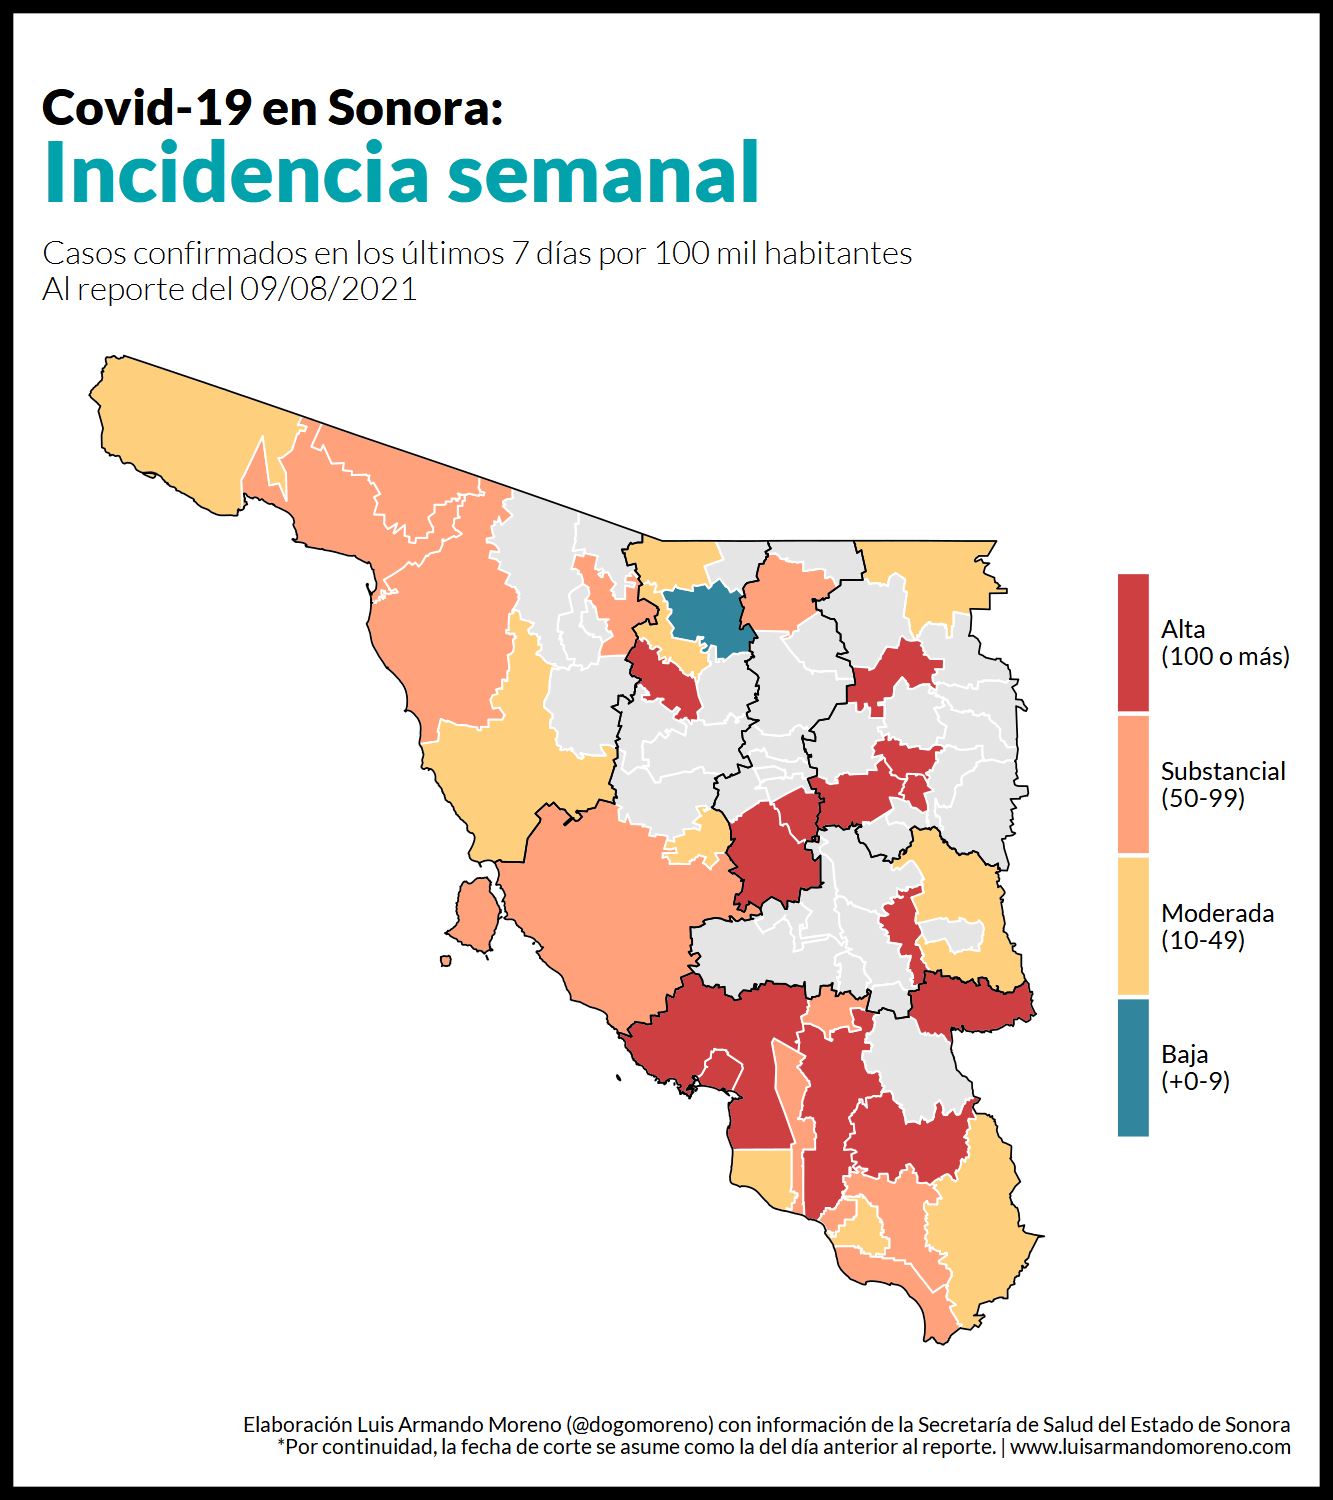 Covid-19 en Sonora:
Incidencia semanal
Casos confirmados en los últimos 7 días por 100 mil habitantes
Al reporte del 09/08/2021
Alta
(100 o más)
Substancial
(50-99)
Moderada
(10-49)
Baja
(+0-9)
Elaboración Luis Armando Moreno (@dogomoreno) con información de la Secretaría de Salud del Estado de Sonora
*Por continuidad, la fecha de corte se asume como la del día anterior al reporte. | www.luisarmandomoreno.com